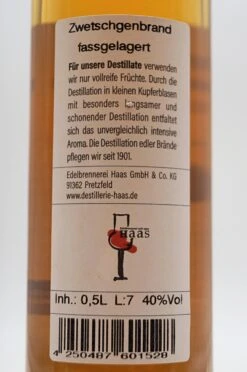 Zwetschgenbrand
fassgelagert
Für unsere Destillate verwenden
wir nur vollreife Früchte. Durch die
Destillation in kleinen Kupferblasen
mit besonders langsamer und
schonender Destillation entfaltet
sich das unvergleichlich intensive
Aroma. Die Destillation edler Brände
pflegen wir seit 1901.
Edelbrennerei Haas GmbH & Co. KG
91362 Pretzfeld
www.destillerie-haas.de
Haas
Inh.: 0,5L L:7 40%Vol
4 250487 601528